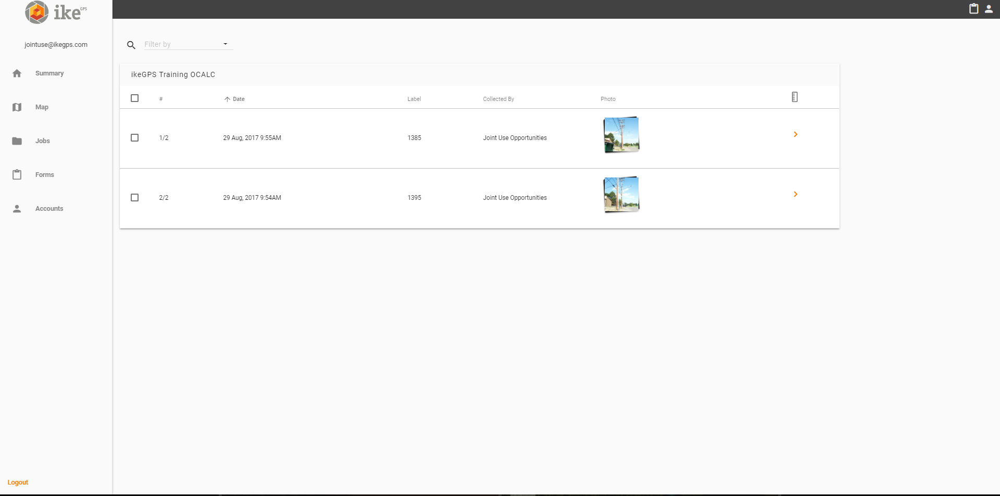 ike GPS
jointuse@ikegps.com
Summary
Map
Jobs
Forms
Accounts
Logout
Filter by
ikeGPS Training OCALC
# Date Label Collected By Photo
1/2 29 Aug, 2017 9:55AM 1385 Joint Use Opportunities
2/2 29 Aug, 2017 9:54AM 1395 Joint Use Opportunities